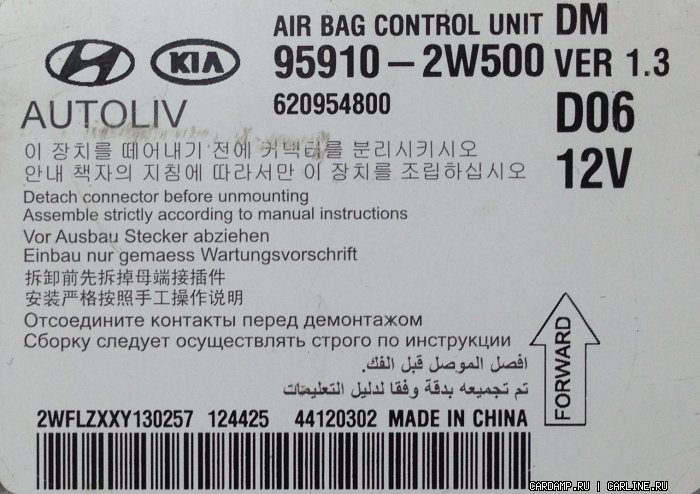 AIR BAG CONTROL UNIT DM
KIA 95910-2W500 VER 1.3
AUTOLIV 620954800 D06
12V
이 장치를 떼어내기 전에 커넥터를 분리시키시오
안내 책자의 지침에 따라서만 이 장치를 조립하십시오
Detach connector before unmounting
Assemble strictly according to manual instructions
Vor Ausbau Stecker abziehen
Einbau nur gemaess Wartungsvorschrift
拆卸前先拆掉母端接插件
安装严格按照手工操作说明
Отсоедините контакты перед демонтажом
Сборку следует осуществлять строго по инструкции
افصل الموصل قبل الفك.
تم تجميعه بدقة وفقا لدليل التعليمات
FORWARD
2WFLZXXY130257 124425 44120302 MADE IN CHINA
CARDAMP.RU | CARLINE.RU